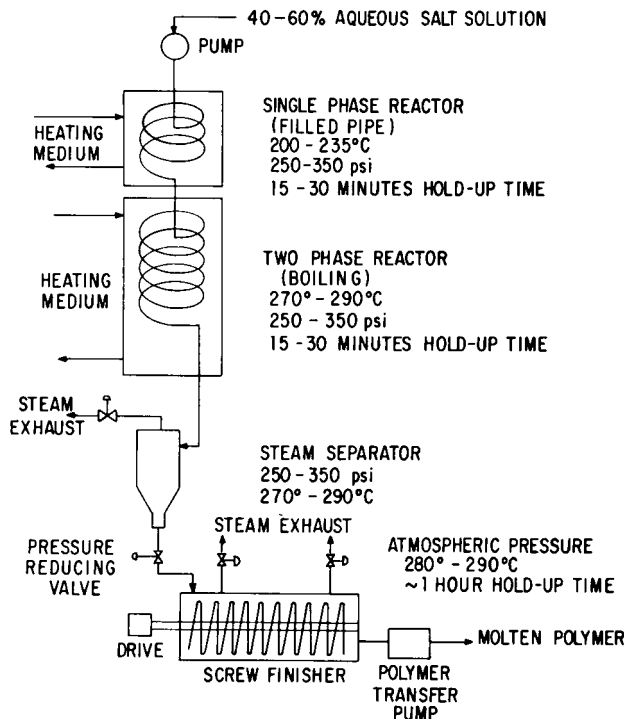 40-60% AQUEOUS SALT SOLUTION
PUMP
SINGLE PHASE REACTOR
(FILLED PIPE)
200-235°C
250-350 psi
15-30 MINUTES HOLD-UP TIME
HEATING
MEDIUM
TWO PHASE REACTOR
(BOILING)
270°-290°C
250-350 psi
15-30 MINUTES HOLD-UP TIME
HEATING
MEDIUM
STEAM
EXHAUST
STEAM SEPARATOR
250-350 psi
270°-290°C
STEAM EXHAUST
PRESSURE
REDUCING
VALVE
ATMOSPHERIC PRESSURE
280°-290°C
~1 HOUR HOLD-UP TIME
DRIVE
SCREW FINISHER
MOLTEN POLYMER
POLYMER
TRANSFER
PUMP